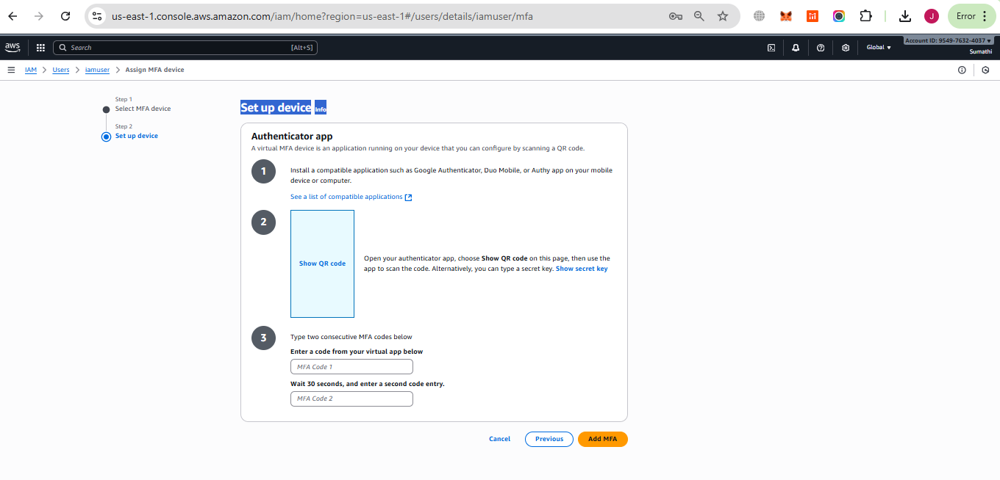 us-east-1.console.aws.amazon.com/iam/home?region=us-east-1#/users/details/iamuser/mfa
J
Error
aws
Search
[Alt+S]
Global
Account ID: 9549-7632-4037
Sumathi
IAM > Users > iamuser > Assign MFA device
Step 1
Select MFA device
Step 2
Set up device
Set up device Info
Authenticator app
A virtual MFA device is an application running on your device that you can configure by scanning a QR code.
1
Install a compatible application such as Google Authenticator, Duo Mobile, or Authy app on your mobile
device or computer.
See a list of compatible applications
2
Show QR code
Open your authenticator app, choose Show QR code on this page, then use the
app to scan the code. Alternatively, you can type a secret key. Show secret key
3
Type two consecutive MFA codes below
Enter a code from your virtual app below
MFA Code 1
Wait 30 seconds, and enter a second code entry.
MFA Code 2
Cancel
Previous
Add MFA